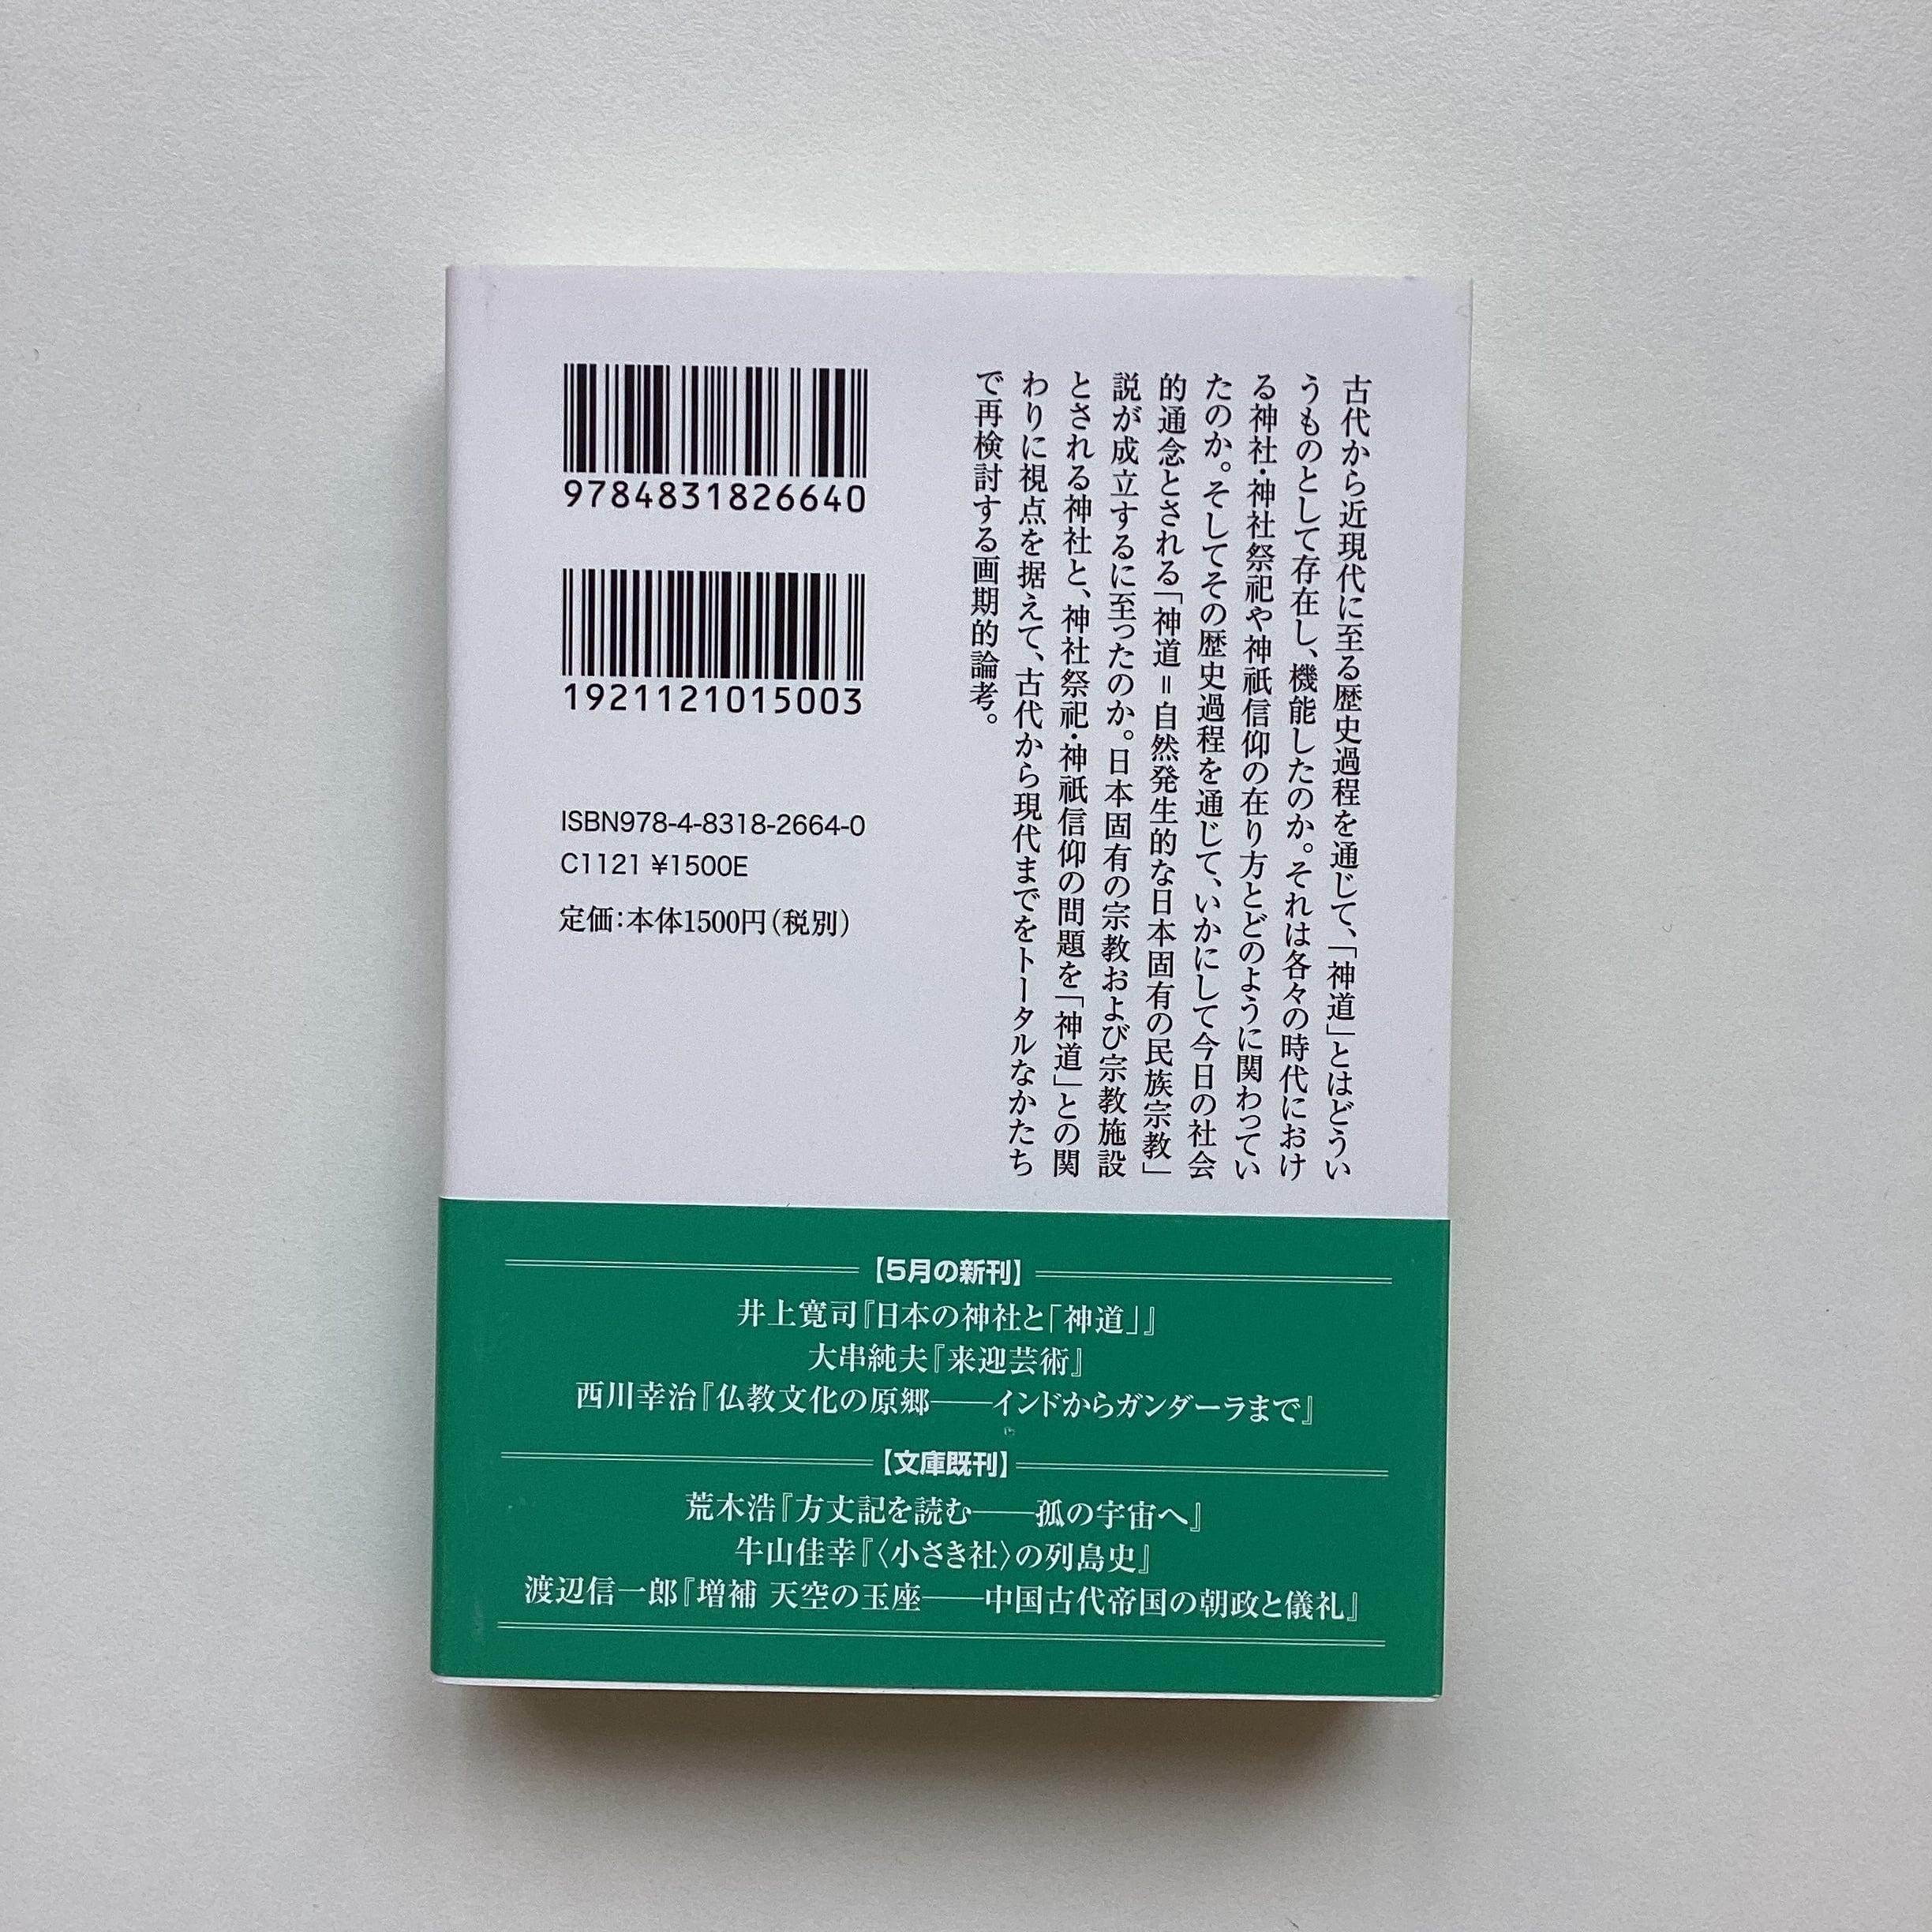 古代から近現代に至る歴史過程を通じて、「神道」とはどうい
うものとして存在し、機能したのか。それは各々の時代におけ
る神社・神社祭祀や神祇信仰の在り方とどのように関わってい
たのか。そしてその歴史過程を通じて、いかにして今日の社会
的通念とされる「神道＝自然発生的な日本固有の民族宗教」
説が成立するに至ったのか。日本固有の宗教および宗教施設
とされる神社と、神社祭祀・神祇信仰の問題を「神道」との関
わりに視点を据えて、古代から現代までをトータルなかたち
で再検討する画期的論考。
9784831826640
1921121015003
ISBN978-4-8318-2664-0
C1121 ¥1500E
定価：本体1500円（税別）
【5月の新刊】
井上寛司『日本の神社と「神道」』
大串純夫『来迎芸術』
西川幸治『仏教文化の原郷――インドからガンダーラまで』
【文庫既刊】
荒木浩『方丈記を読む――孤の宇宙へ』
牛山佳幸『〈小さき社〉の列島史』
渡辺信一郎『増補 天空の玉座――中国古代帝国の朝政と儀礼』